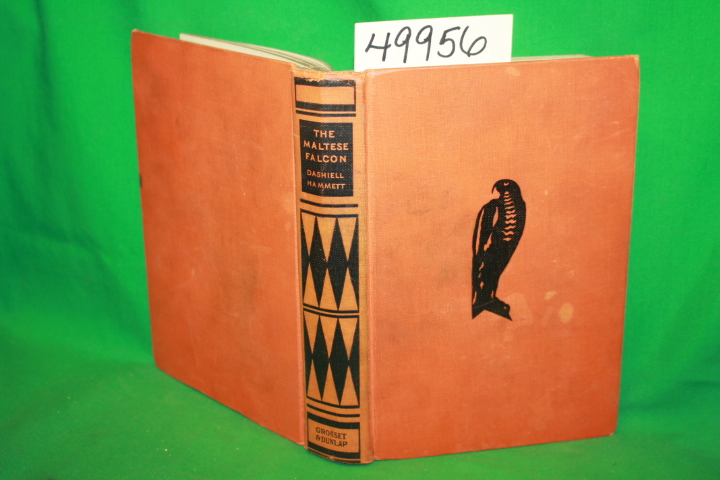 49956
THE
MALTESE
FALCON
DASHIELL
HAMMETT
GROSSET
& DUNLAP